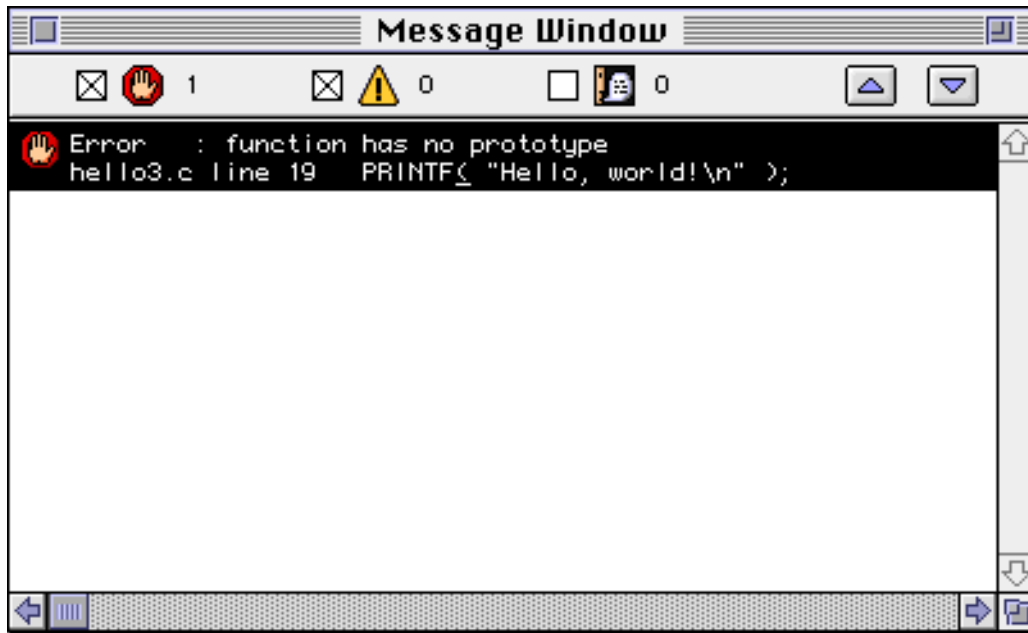 Message Window
1 0 0
Error   : function has no prototype
hello3.c line 19   PRINTF( "Hello, world!\n" );